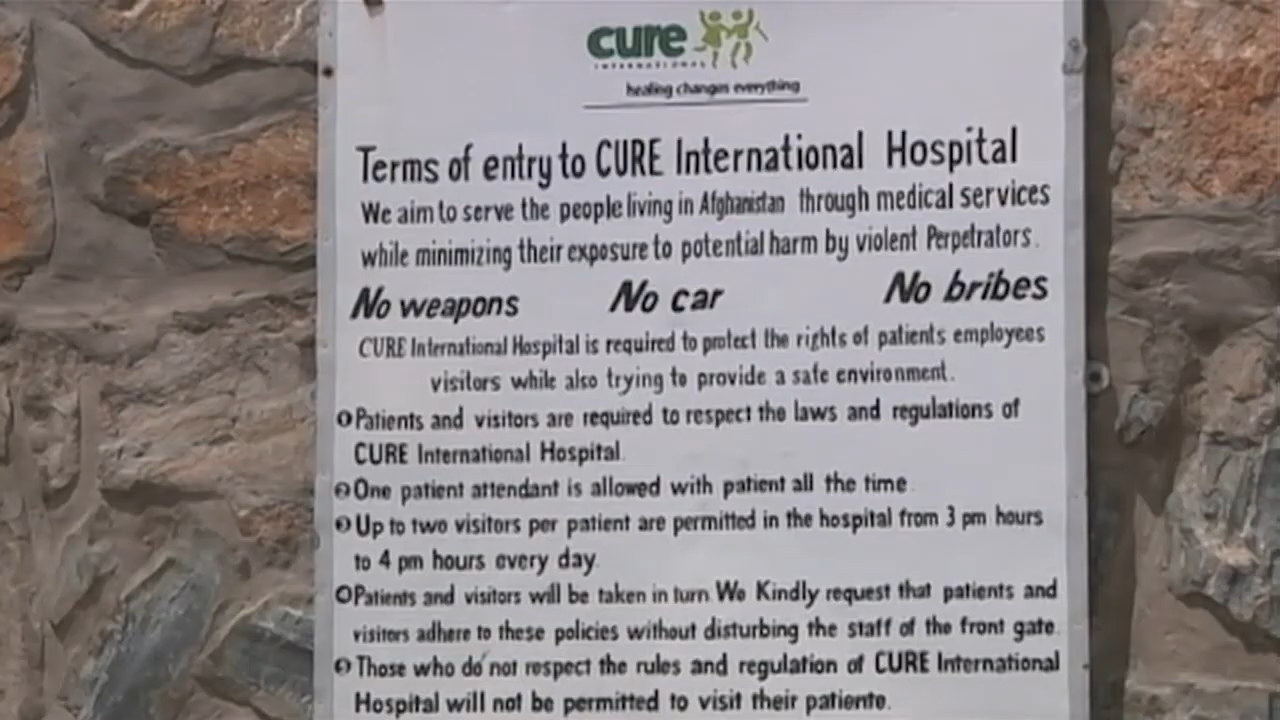 cure
INTERNATIONAL
healing changes everything
Terms of entry to CURE International Hospital
We aim to serve the people living in Afghanistan through medical services
while minimizing their exposure to potential harm by violent Perpetrators.
No weapons No car No bribes
CURE International Hospital is required to protect the rights of patients employees
visitors while also trying to provide a safe environment.
❶Patients and visitors are required to respect the laws and regulations of
CURE International Hospital.
❷One patient attendant is allowed with patient all the time.
❸Up to two visitors per patient are permitted in the hospital from 3 pm hours
to 4 pm hours every day.
❹Patients and visitors will be taken in turn. We Kindly request that patients and
visitors adhere to these policies without disturbing the staff of the front gate.
❺Those who do not respect the rules and regulation of CURE International
Hospital will not be permitted to visit their patiente.